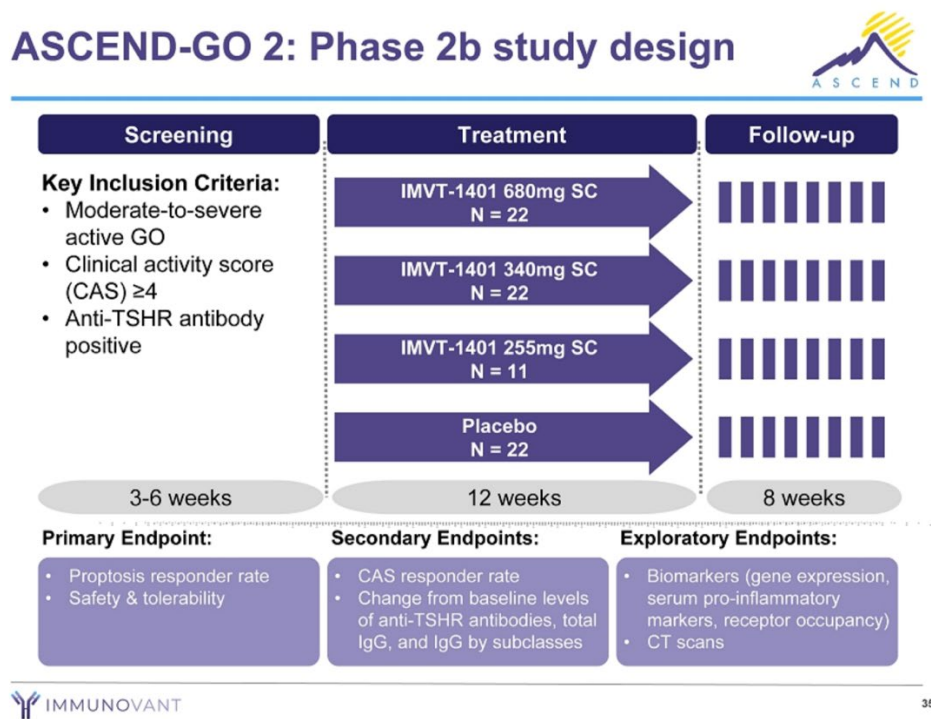 ASCEND-GO 2: Phase 2b study design
ASCEND
Screening
Treatment
Follow-up
Key Inclusion Criteria:
• Moderate-to-severe
active GO
• Clinical activity score
(CAS) ≥4
• Anti-TSHR antibody
positive
IMVT-1401 680mg SC
N = 22
IMVT-1401 340mg SC
N = 22
IMVT-1401 255mg SC
N = 11
Placebo
N = 22
3-6 weeks
12 weeks
8 weeks
Primary Endpoint:
• Proptosis responder rate
• Safety & tolerability
Secondary Endpoints:
• CAS responder rate
• Change from baseline levels
of anti-TSHR antibodies, total
IgG, and IgG by subclasses
Exploratory Endpoints:
• Biomarkers (gene expression,
serum pro-inflammatory
markers, receptor occupancy)
• CT scans
IMMUNOVANT
35